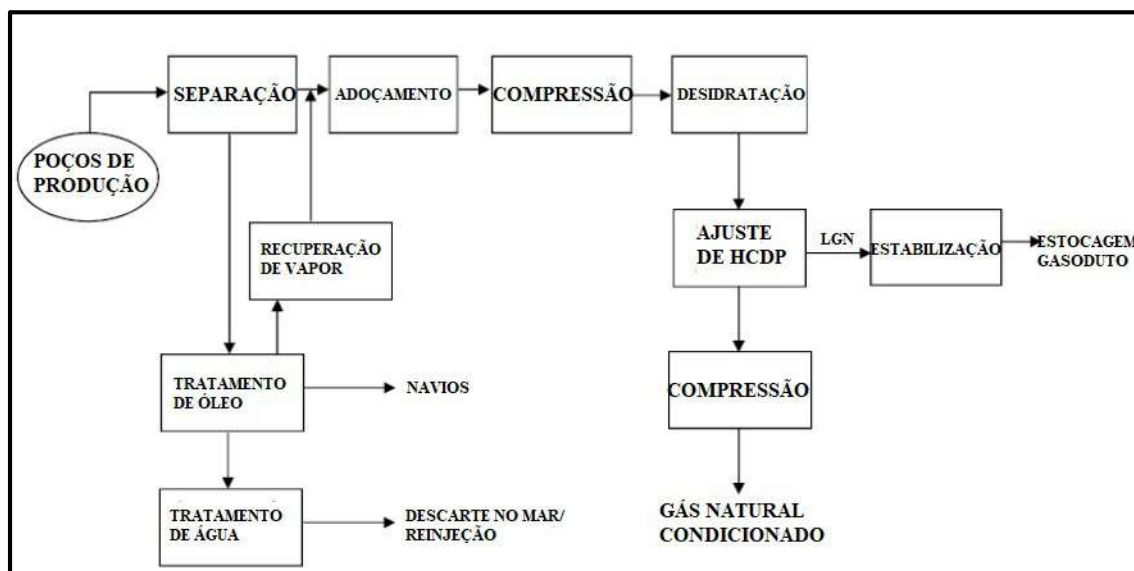 SEPARAÇÃO
ADOÇAMENTO
COMPRESSÃO
DESIDRATAÇÃO
POÇOS DE
PRODUÇÃO
RECUPERAÇÃO
DE VAPOR
AJUSTE
DE HCDP
LGN
ESTABILIZAÇÃO
ESTOCAGEM
GASODUTO
TRATAMENTO
DE ÓLEO
NAVIOS
COMPRESSÃO
TRATAMENTO
DE ÁGUA
DESCARTE NO MAR/
REINJEÇÃO
GÁS NATURAL
CONDICIONADO